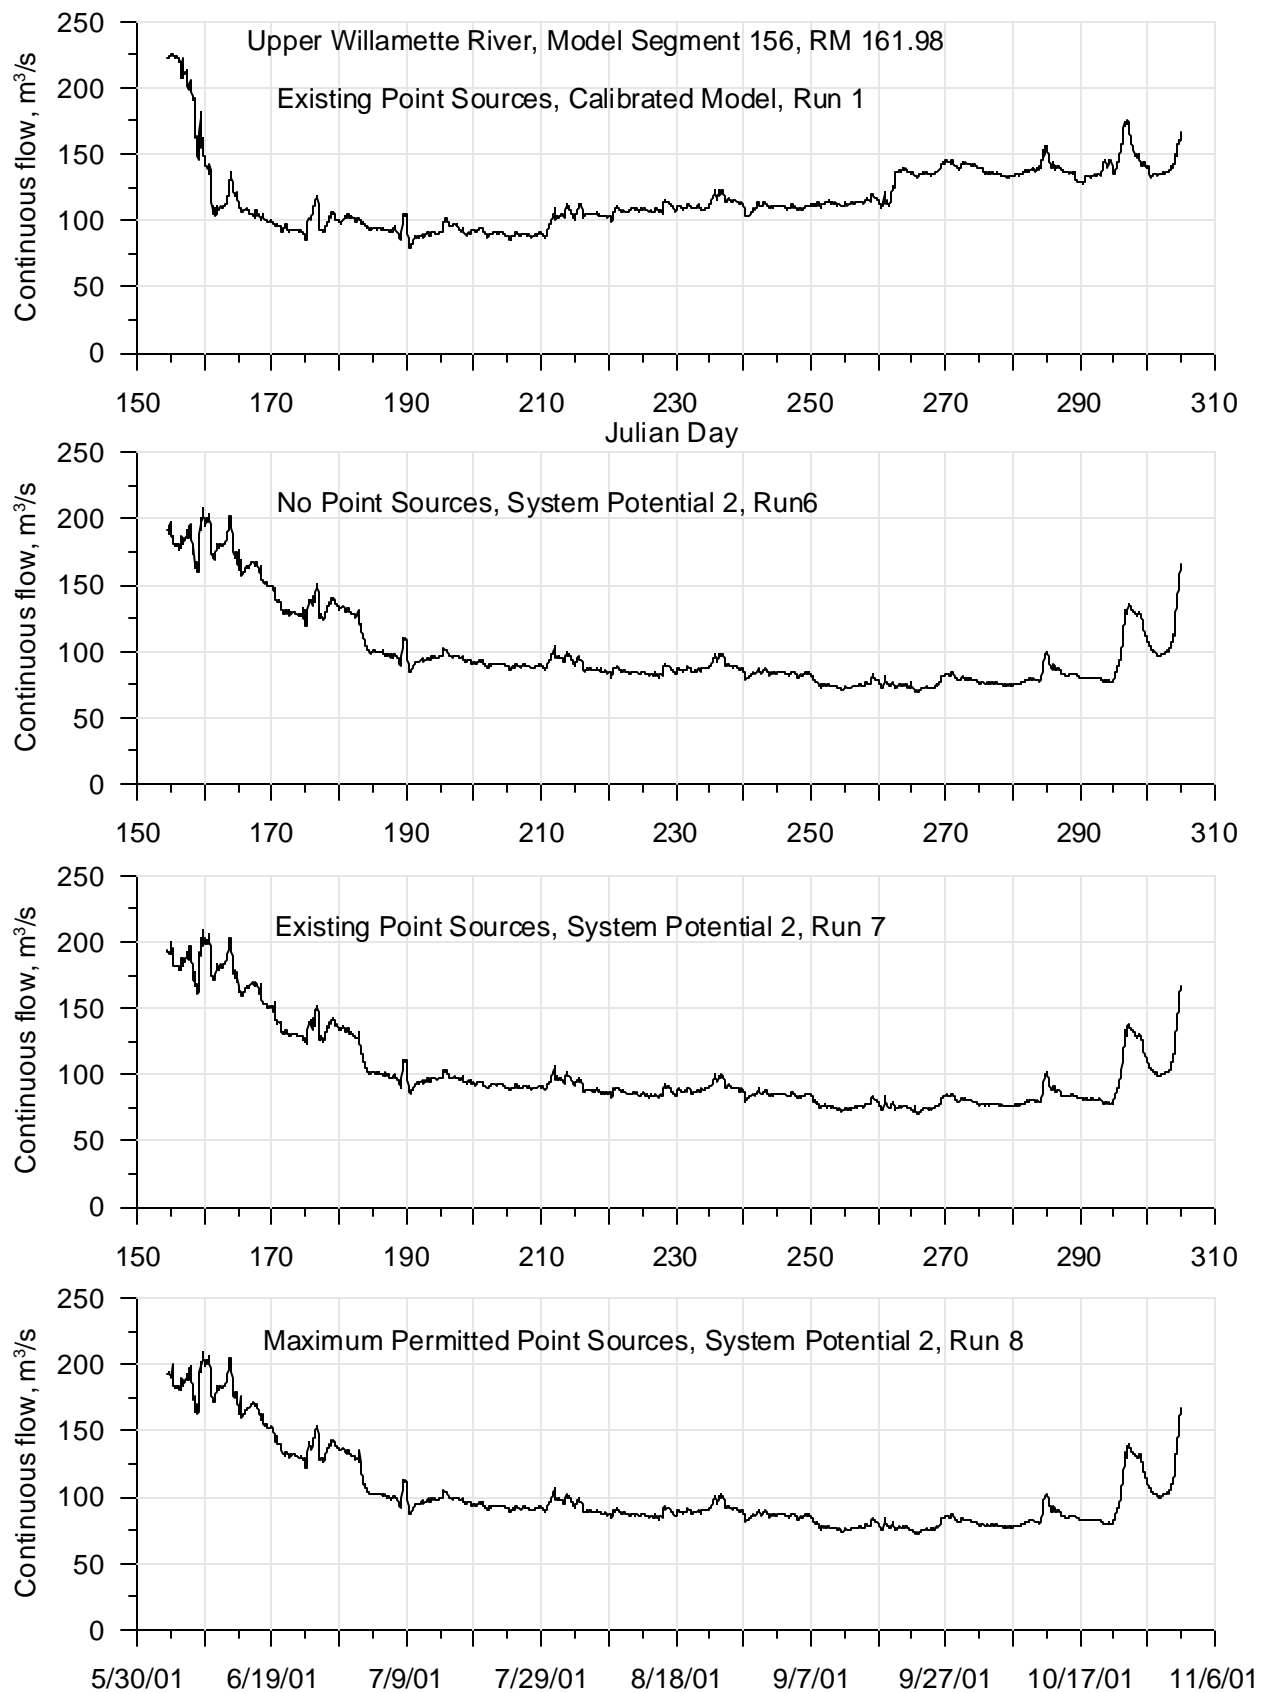 Upper Willamette River, Model Segment 156, RM 161.98
Existing Point Sources, Calibrated Model, Run 1
Continuous flow, m³/s
250
200
150
100
50
0
150 170 190 210 230 250 270 290 310
Julian Day
No Point Sources, System Potential 2, Run6
Continuous flow, m³/s
250
200
150
100
50
0
150 170 190 210 230 250 270 290 310
Existing Point Sources, System Potential 2, Run 7
Continuous flow, m³/s
250
200
150
100
50
0
150 170 190 210 230 250 270 290 310
Maximum Permitted Point Sources, System Potential 2, Run 8
Continuous flow, m³/s
250
200
150
100
50
0
5/30/01 6/19/01 7/9/01 7/29/01 8/18/01 9/7/01 9/27/01 10/17/01 11/6/01